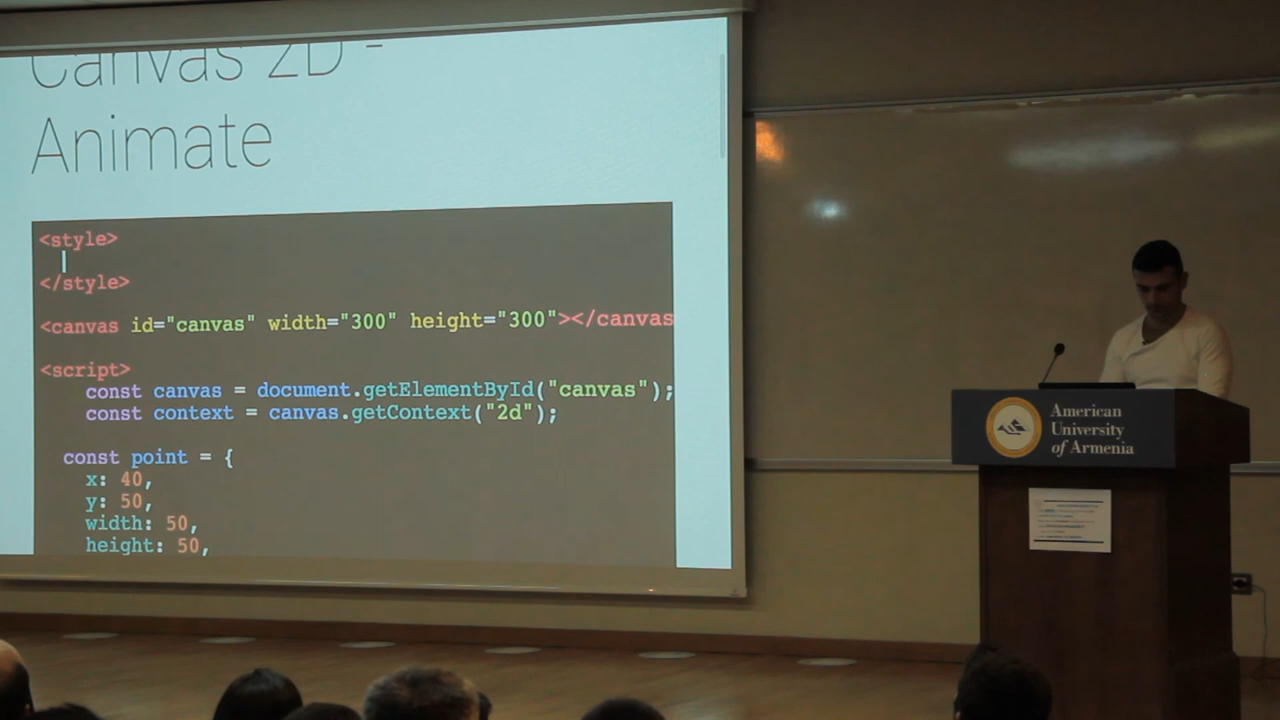 Canvas 2D -
Animate
<style>
</style>
<canvas id="canvas" width="300" height="300"></canvas
<script>
const canvas = document.getElementById("canvas");
const context = canvas.getContext("2d");
const point = {
x: 40,
y: 50,
width: 50,
height: 50,
American
University
of Armenia